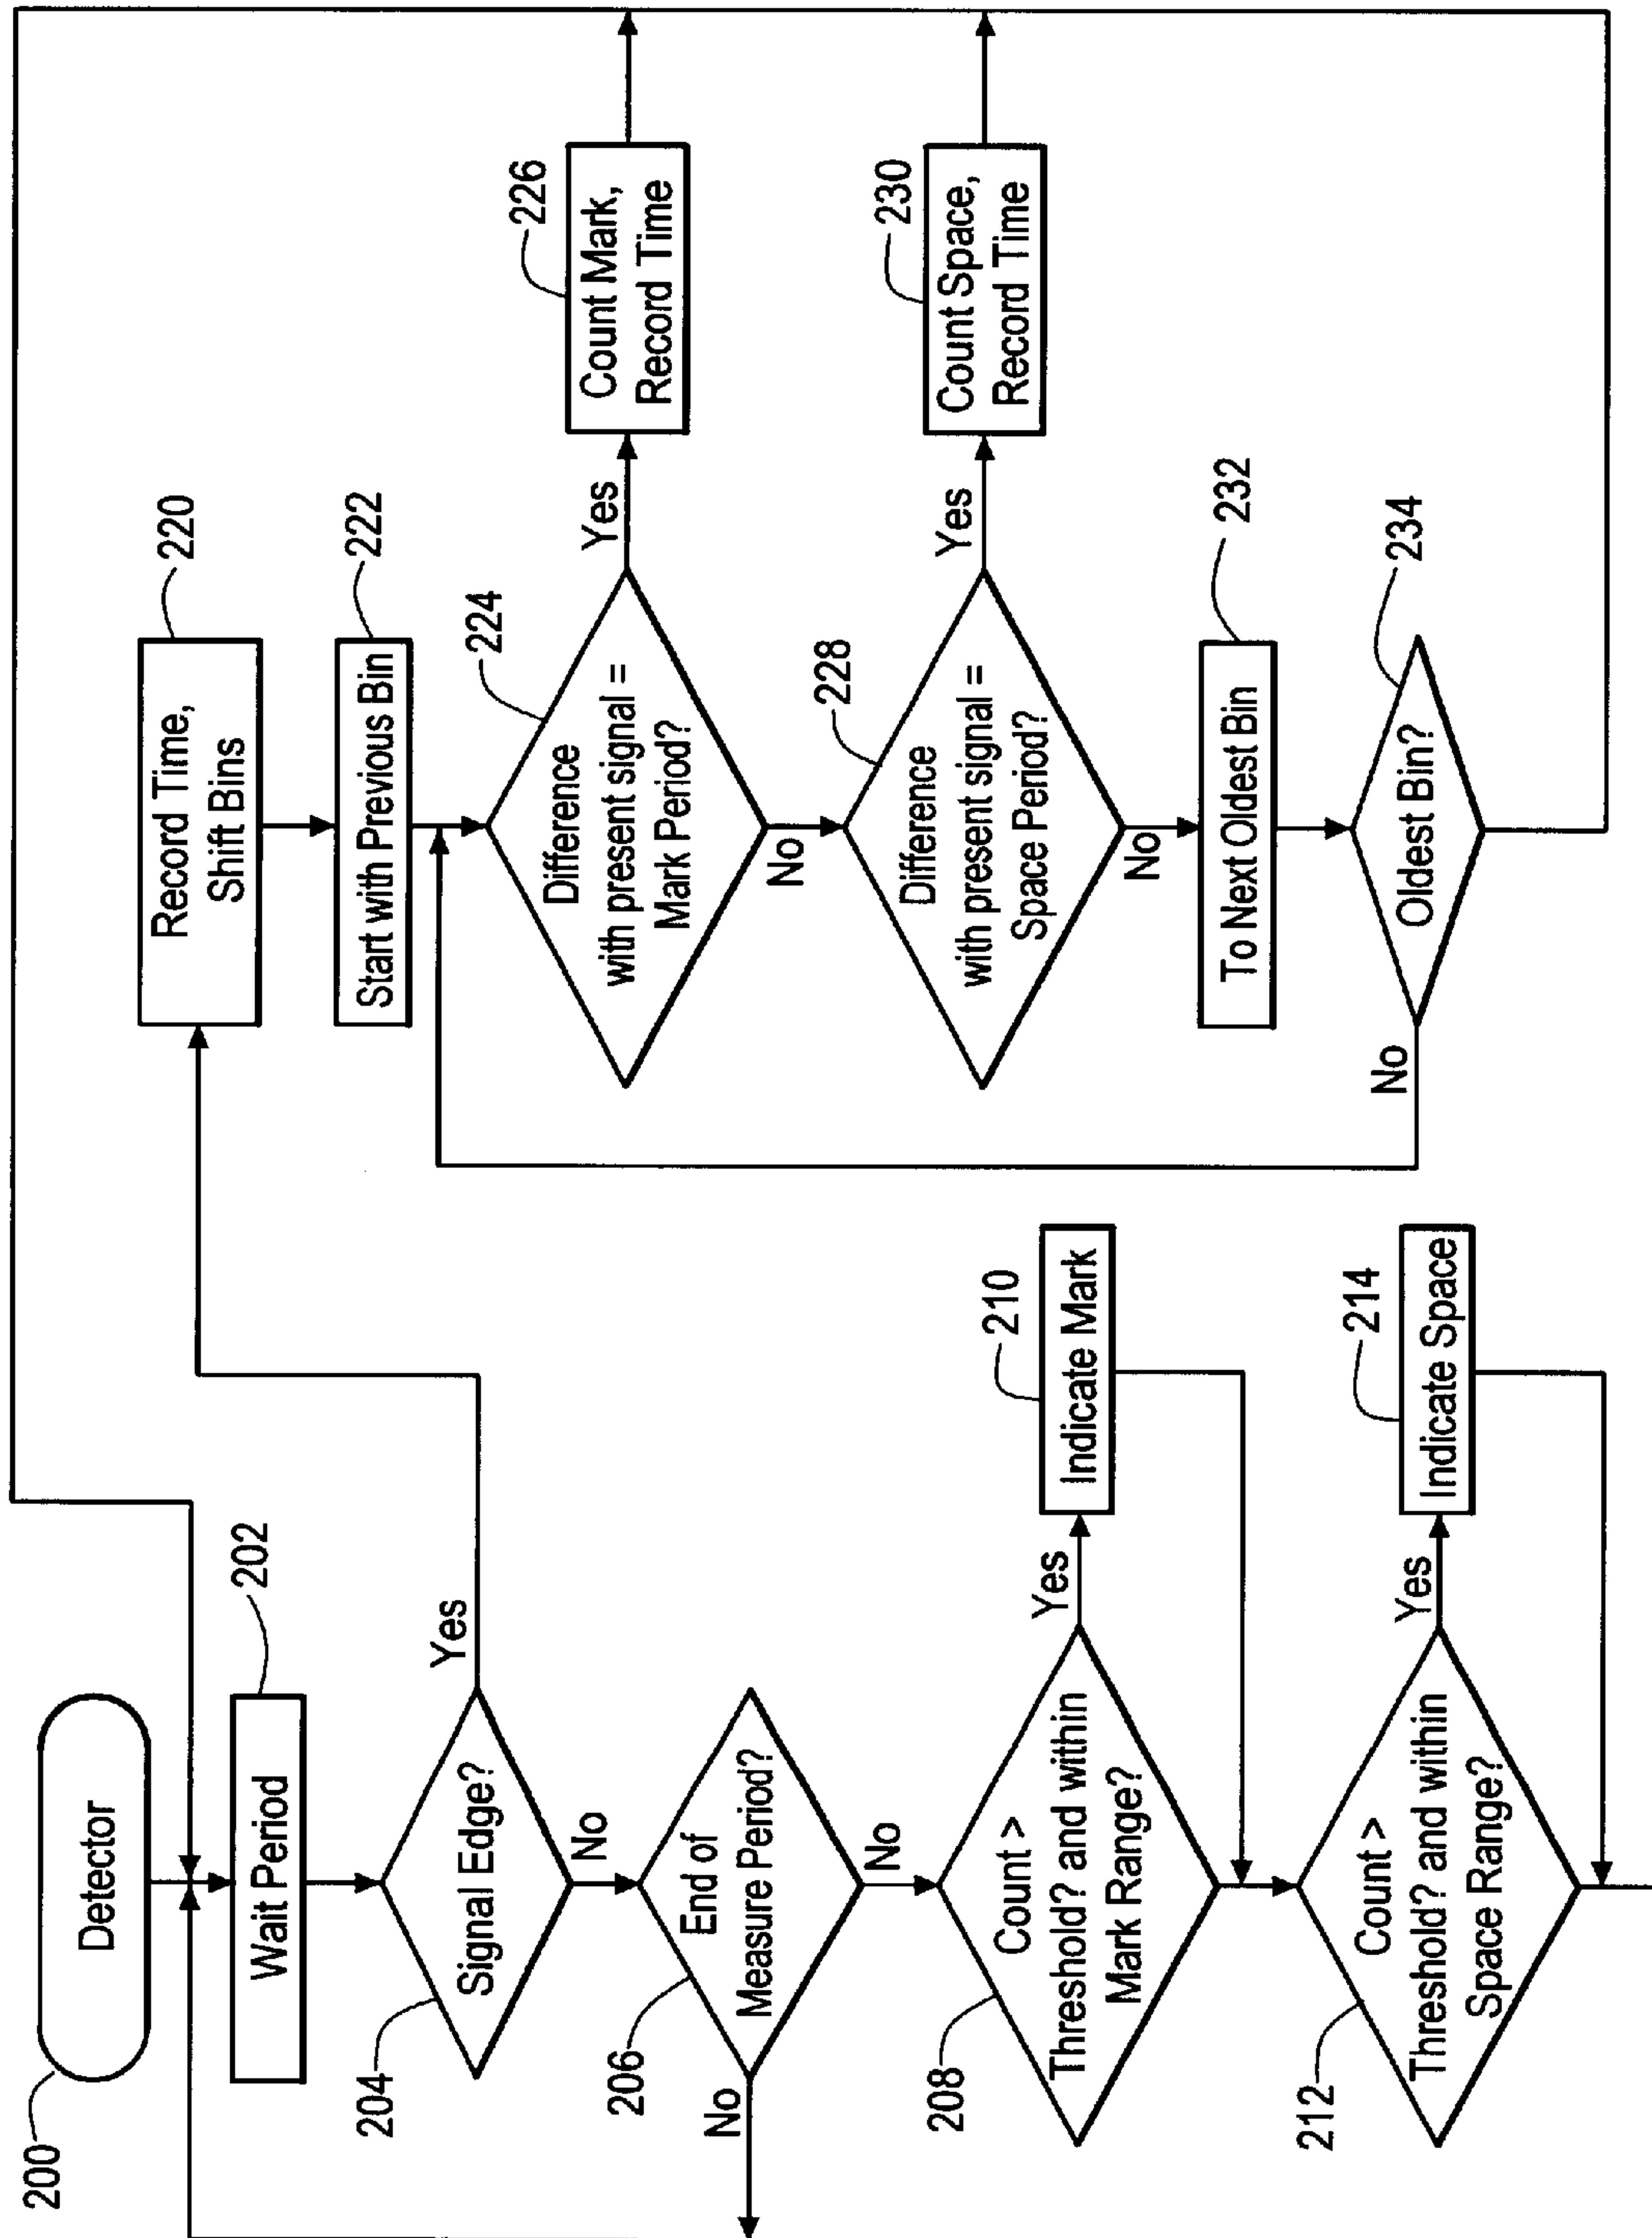 200
Detector
202
Wait Period
204
Signal Edge?
Yes
No
206
End of
Measure Period?
No
No
208
Count >
Threshold? and within
Mark Range?
Yes
210
Indicate Mark
212
Count >
Threshold? and within
Space Range?
Yes
214
Indicate Space
220
Record Time,
Shift Bins
222
Start with Previous Bin
224
Difference
with present signal =
Mark Period?
Yes
226
Count Mark,
Record Time
No
228
Difference
with present signal =
Space Period?
Yes
230
Count Space,
Record Time
No
232
To Next Oldest Bin
234
Oldest Bin?
No